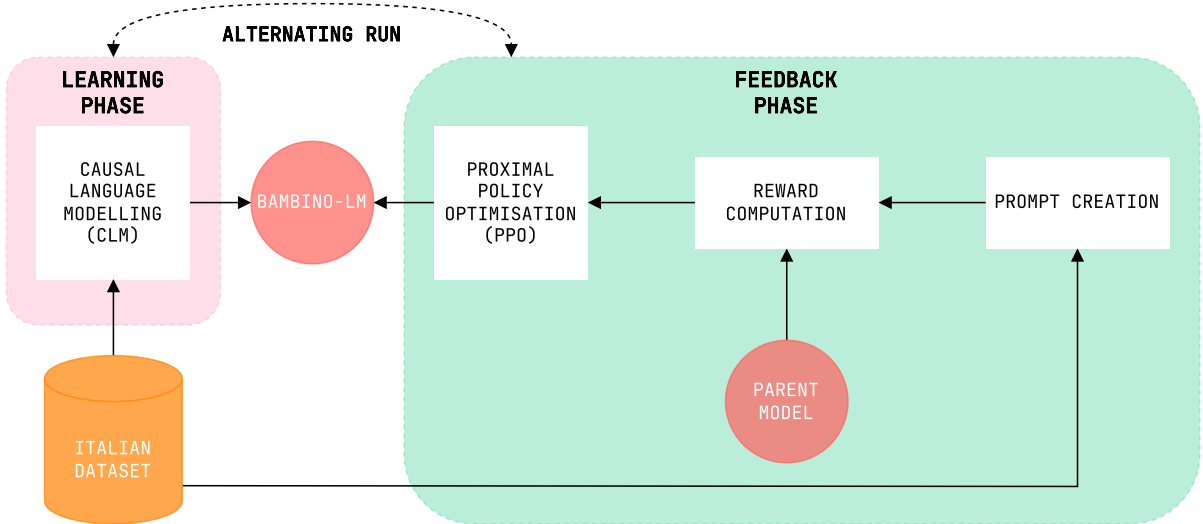 ALTERNATING RUN
LEARNING
PHASE
CAUSAL
LANGUAGE
MODELLING
(CLM)
BAMBINO-LM
FEEDBACK
PHASE
PROXIMAL
POLICY
OPTIMISATION
(PPO)
REWARD
COMPUTATION
PROMPT CREATION
PARENT
MODEL
ITALIAN
DATASET